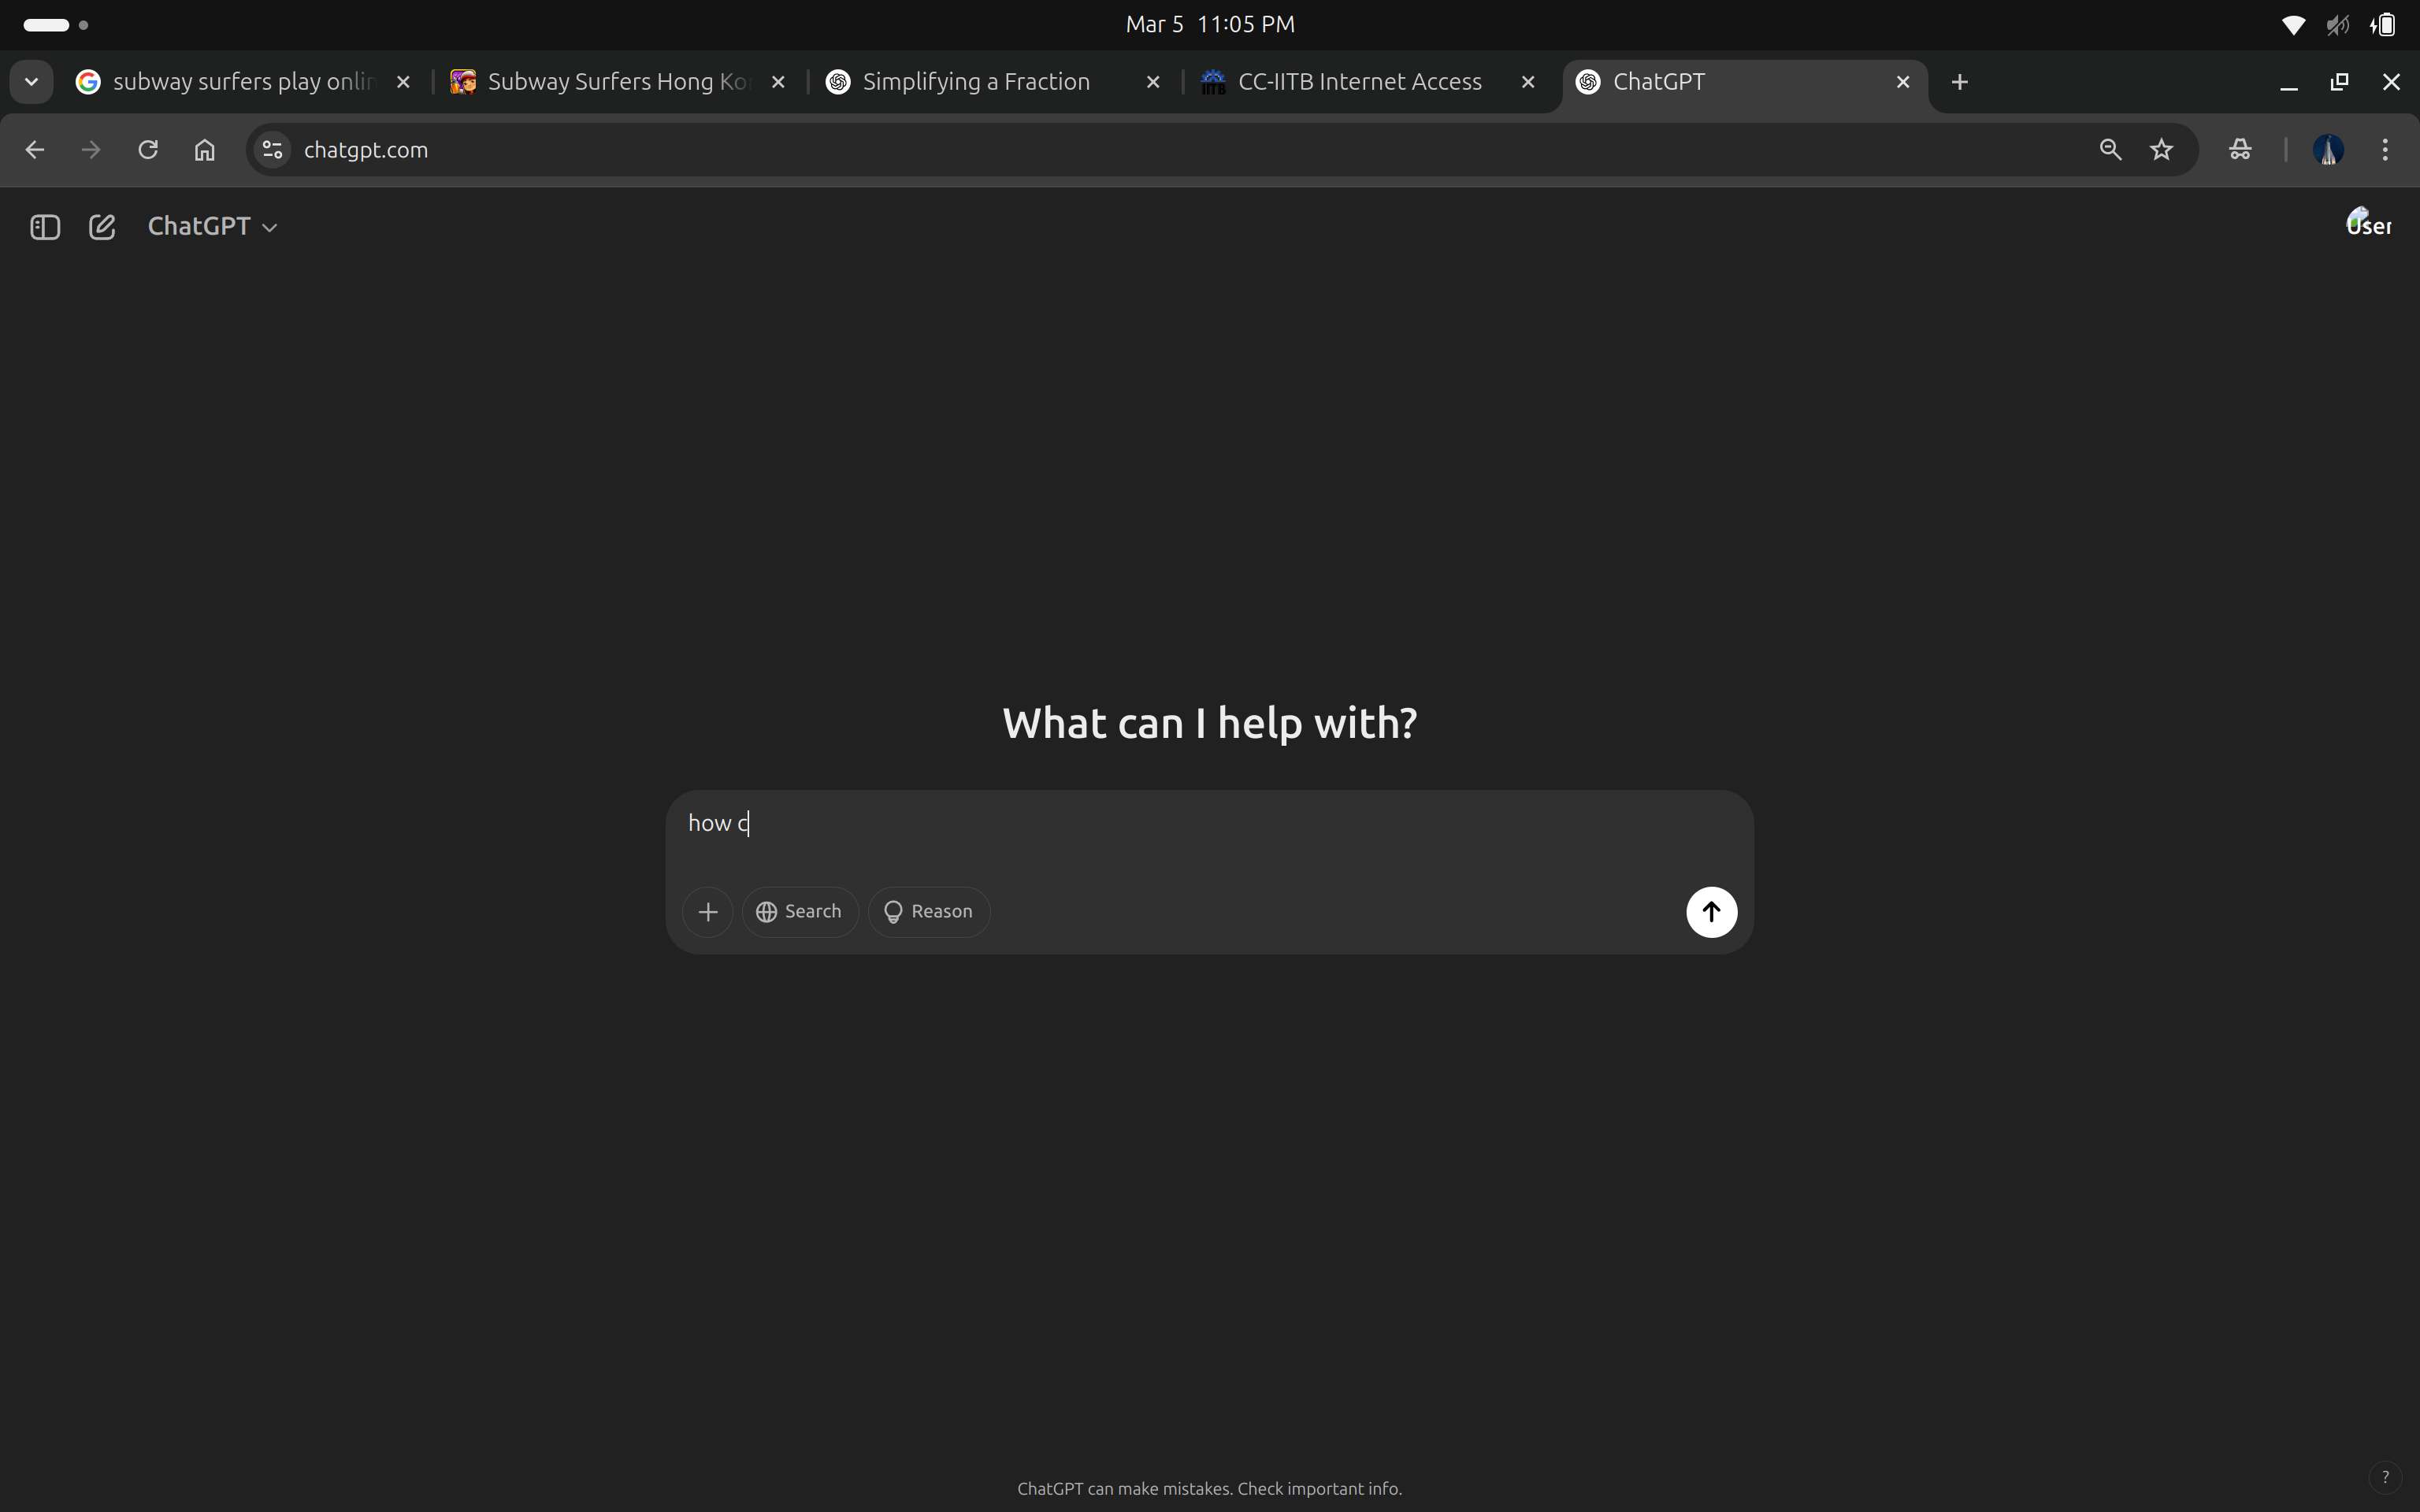 Mar 5 11:05 PM
subway surfers play onlin
Subway Surfers Hong Ko
Simplifying a Fraction
CC-IITB Internet Access
ChatGPT
chatgpt.com
ChatGPT
User
What can I help with?
how c
Search
Reason
ChatGPT can make mistakes. Check important info.
?